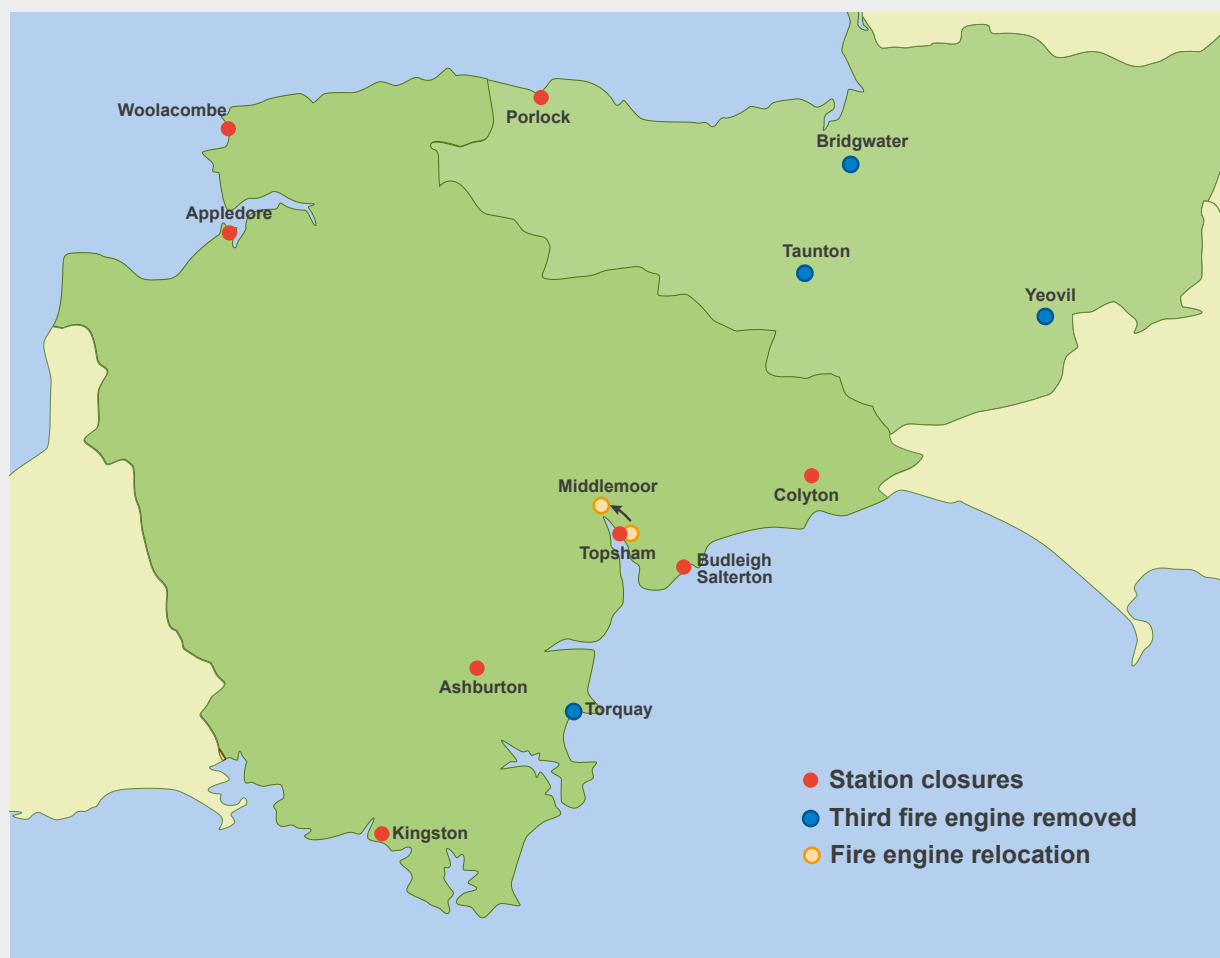 Woolacombe
Porlock
Bridgwater
Appledore
Taunton
Yeovil
Middlemoor
Colyton
Topsham
Budleigh
Salterton
Ashburton
Torquay
Kingston
Station closures
Third fire engine removed
Fire engine relocation